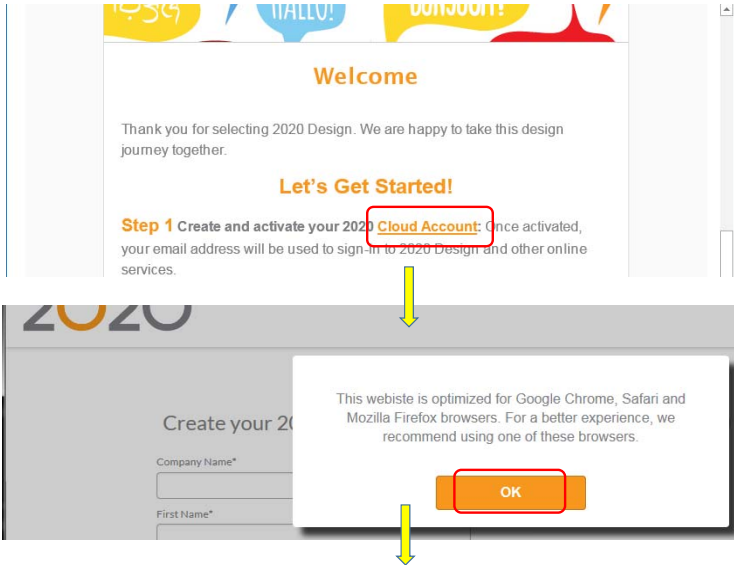 HALLO!
BONJOUR!
Welcome
Thank you for selecting 2020 Design. We are happy to take this design
journey together.
Let's Get Started!
Step 1 Create and activate your 2020 Cloud Account: Once activated,
your email address will be used to sign-in to 2020 Design and other online
services.
2020
This webiste is optimized for Google Chrome, Safari and
Mozilla Firefox browsers. For a better experience, we
recommend using one of these browsers.
OK
Create your 20
Company Name*
First Name*